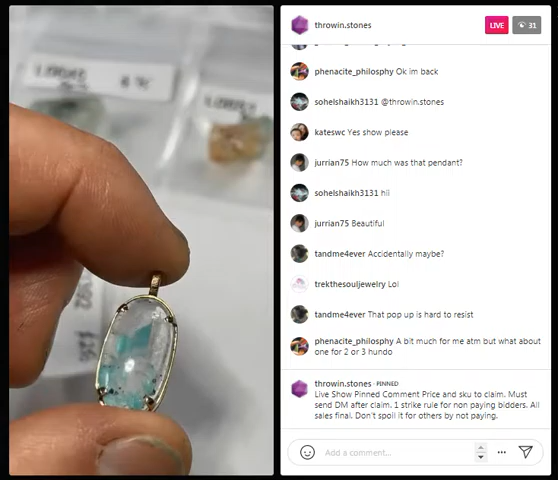 throwin.stones
LIVE
31
phenacite_philosphy Ok im back
sohelshaikh3131 @throwin.stones
kateswc Yes show please
jurrian75 How much was that pendant?
sohelshaikh3131 hii
jurrian75 Beautiful
tandme4ever Accidentally maybe?
trekthesouljewelry Lol
tandme4ever That pop up is hard to resist
phenacite_philosphy A bit much for me atm but what about
one for 2 or 3 hundo
throwin.stones · PINNED
Live Show Pinned Comment Price and sku to claim. Must
send DM after claim. 1 strike rule for non paying bidders. All
sales final. Don't spoil it for others by not paying.
Add a comment...